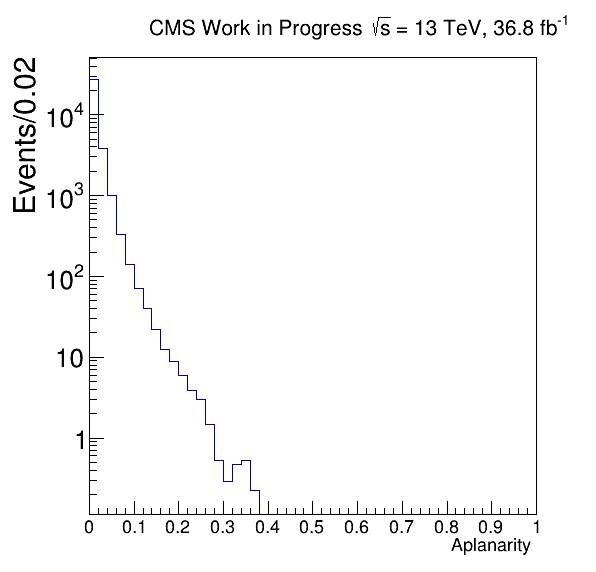 CMS Work in Progress √s = 13 TeV, 36.8 fb⁻¹
Events/0.02
10⁴
10³
10²
10
1
0 0.1 0.2 0.3 0.4 0.5 0.6 0.7 0.8 0.9 1
Aplanarity